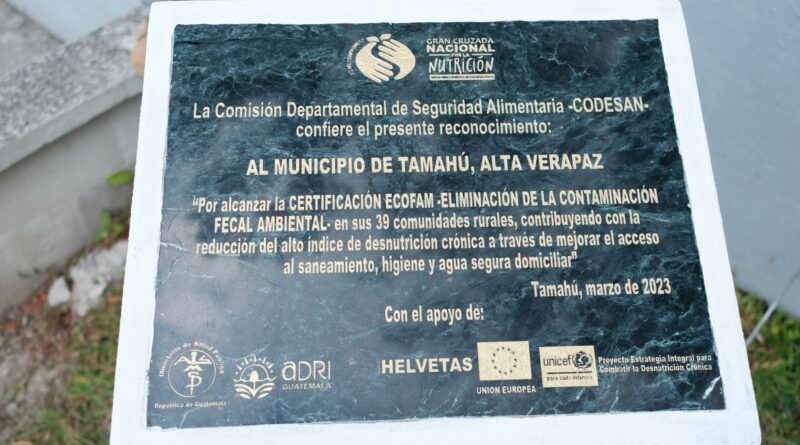 GRAN CRUZADA
NACIONAL
POR LA
NUTRICIÓN
La Comisión Departamental de Seguridad Alimentaria -CODESAN-
confiere el presente reconocimiento:
AL MUNICIPIO DE TAMAHÚ, ALTA VERAPAZ
“Por alcanzar la CERTIFICACIÓN ECOFAM -ELIMINACIÓN DE LA CONTAMINACIÓN
FECAL AMBIENTAL- en sus 39 comunidades rurales, contribuyendo con la
reducción del alto índice de desnutrición crónica a través de mejorar el acceso
al saneamiento, higiene y agua segura domiciliar”
Tamahú, marzo de 2023
Con el apoyo de:
Ministerio de Salud Pública
República de Guatemala
ADRI
GUATEMALA
HELVETAS
UNION EUROPEA
unicef
para cada infancia
Proyecto Estrategia Integral para
Combatir la Desnutrición Crónica